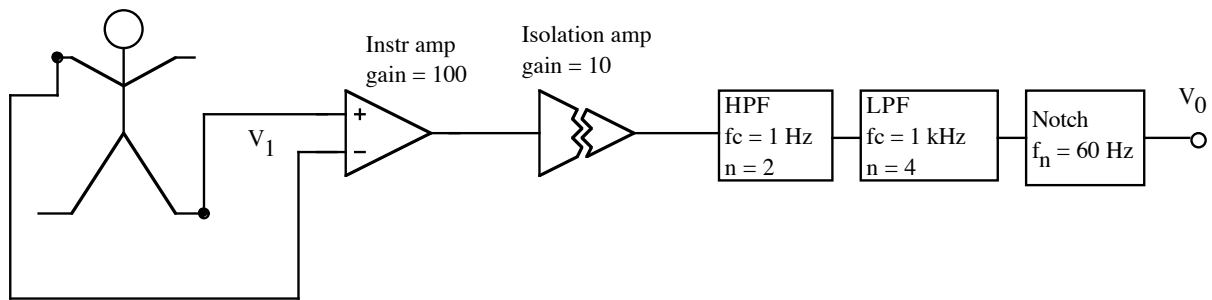 Instr amp
gain = 100
Isolation amp
gain = 10
V1
+
−
HPF
fc = 1 Hz
n = 2
LPF
fc = 1 kHz
n = 4
Notch
fn = 60 Hz
V0